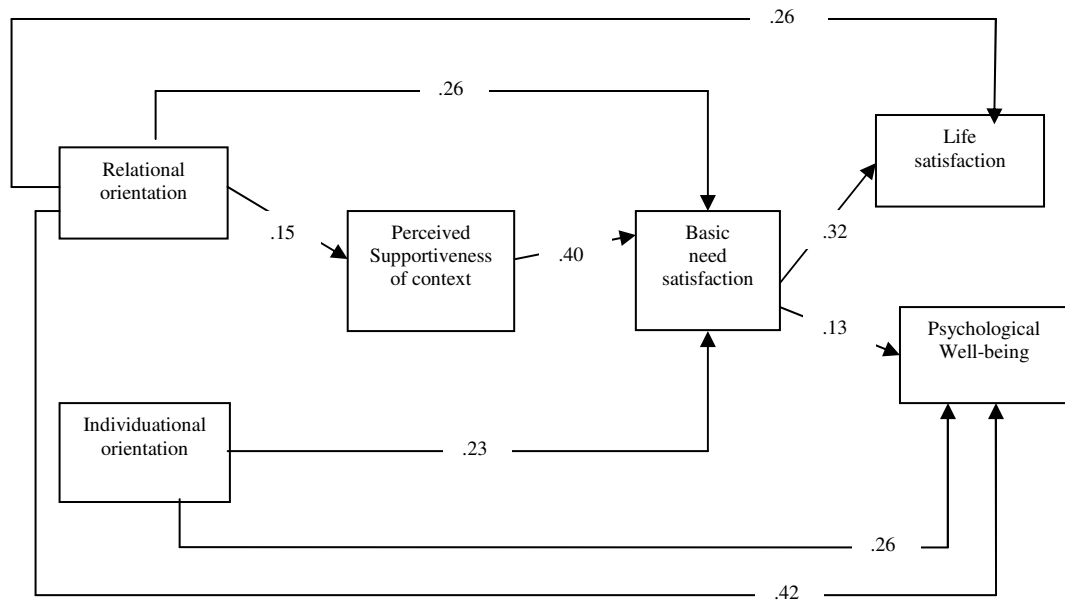 .26
.26
Life
satisfaction
Relational
orientation
.15
Perceived
Supportiveness
of context
.40
Basic
need
satisfaction
.32
.13
Psychological
Well-being
Individuational
orientation
.23
.26
.42